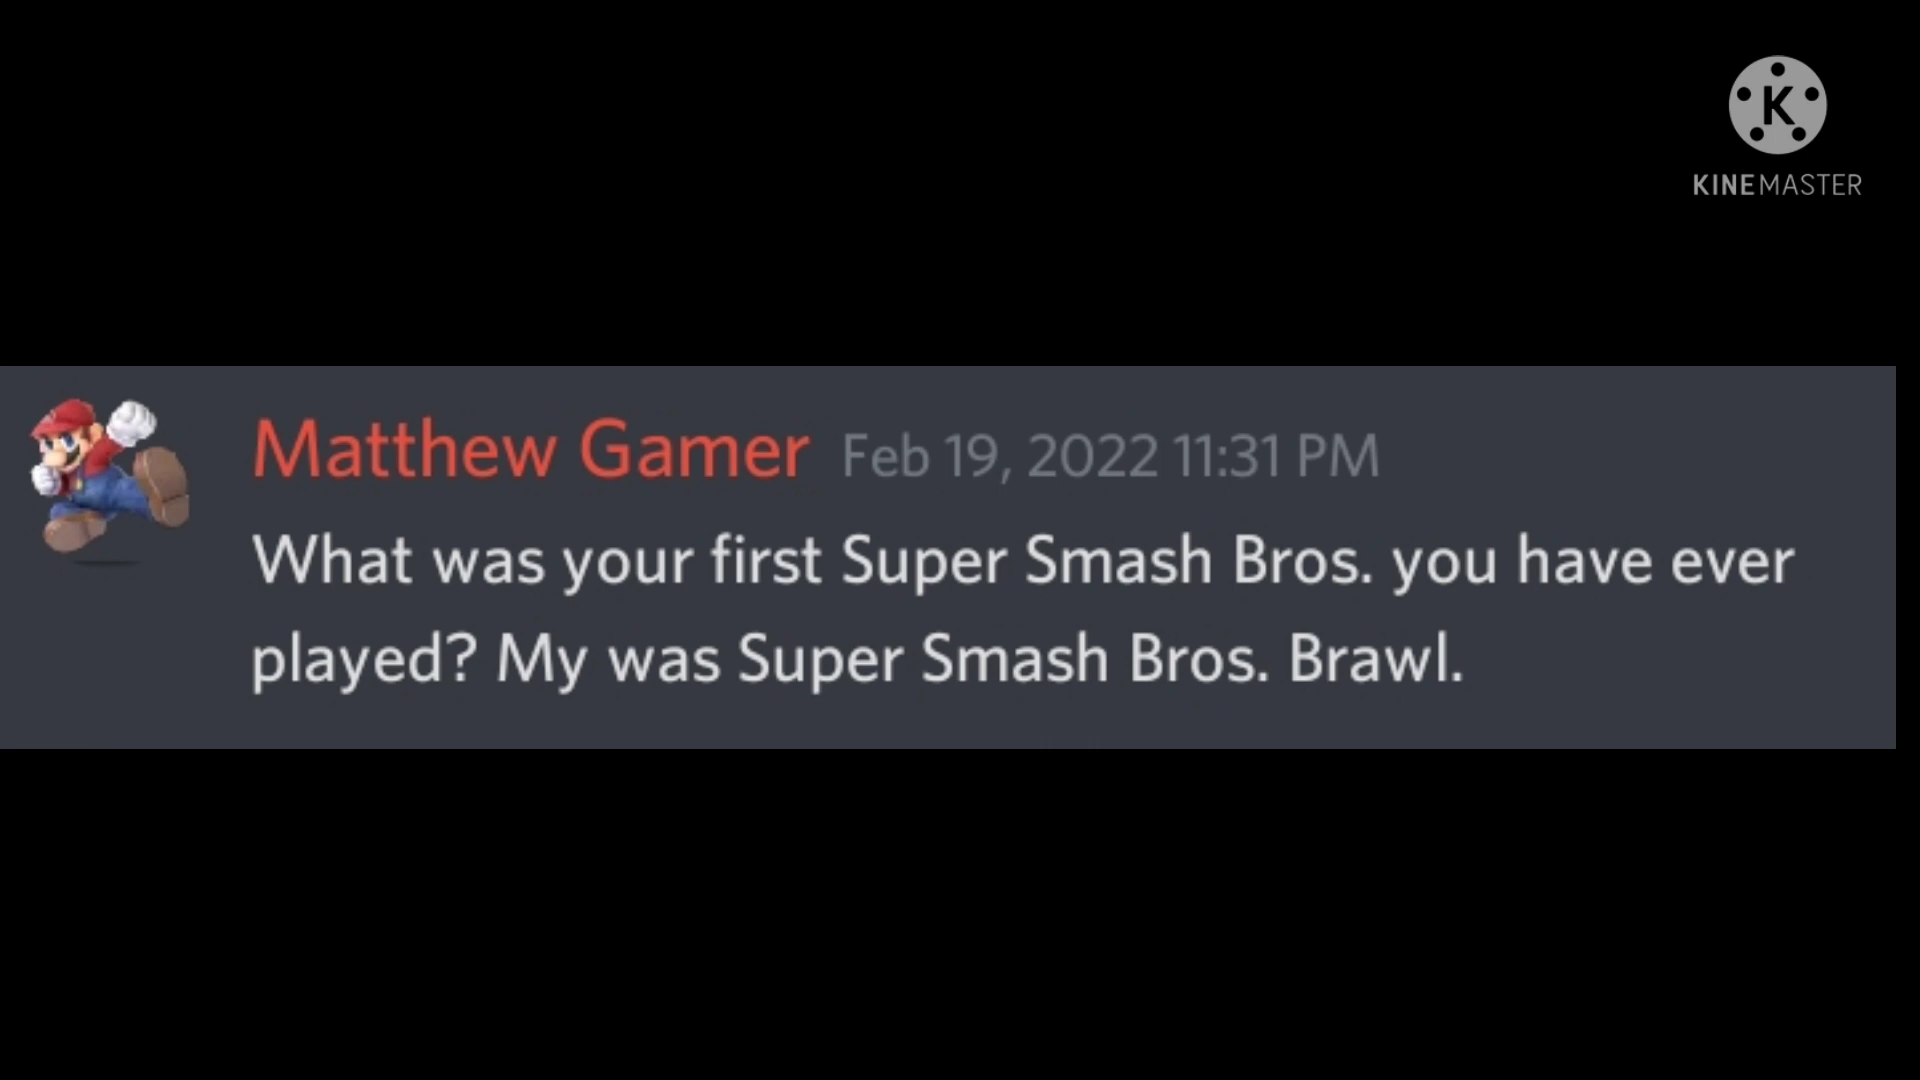 K
KINEMASTER
Matthew Gamer Feb 19, 2022 11:31 PM
What was your first Super Smash Bros. you have ever
played? My was Super Smash Bros. Brawl.